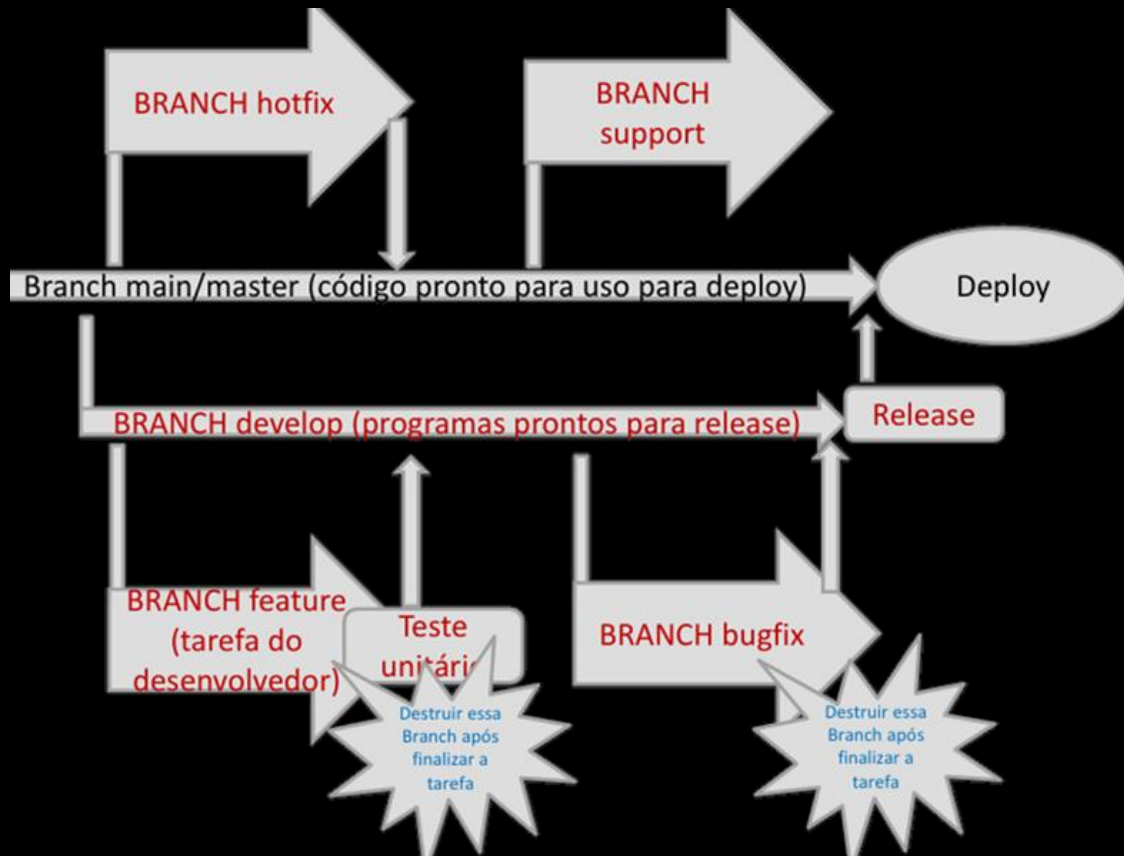 BRANCH hotfix
BRANCH
support
Branch main/master (código pronto para uso para deploy)
Deploy
BRANCH develop (programas prontos para release)
Release
BRANCH feature
(tarefa do
desenvolvedor)
Teste
unitário
BRANCH bugfix
Destruir essa
Branch após
finalizar a
tarefa
Destruir essa
Branch após
finalizar a
tarefa